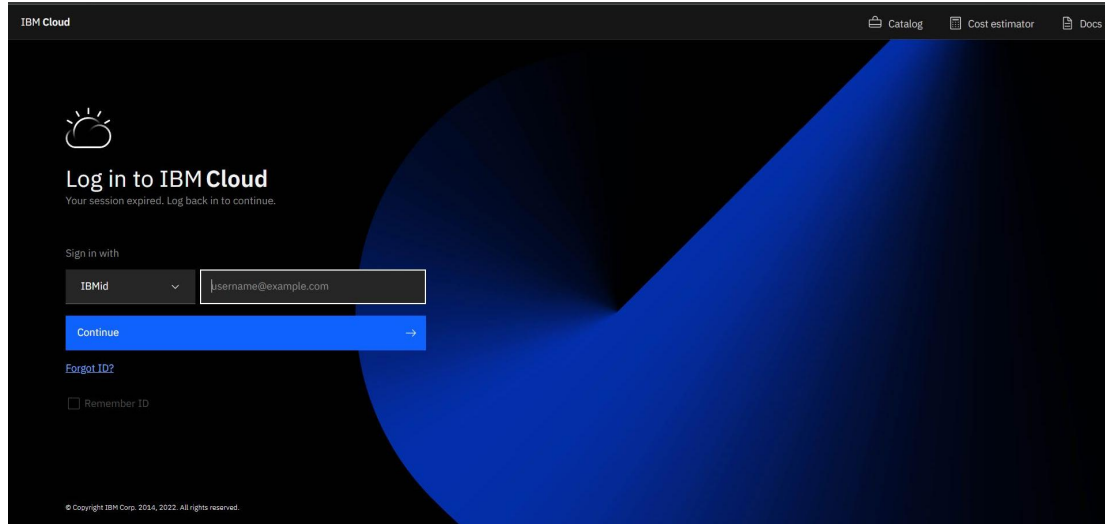 IBM Cloud
Catalog
Cost estimator
Docs
Log in to IBM Cloud
Your session expired. Log back in to continue.
Sign in with
IBMid
username@example.com
Continue
Forgot ID?
Remember ID
© Copyright IBM Corp. 2014, 2022. All rights reserved.